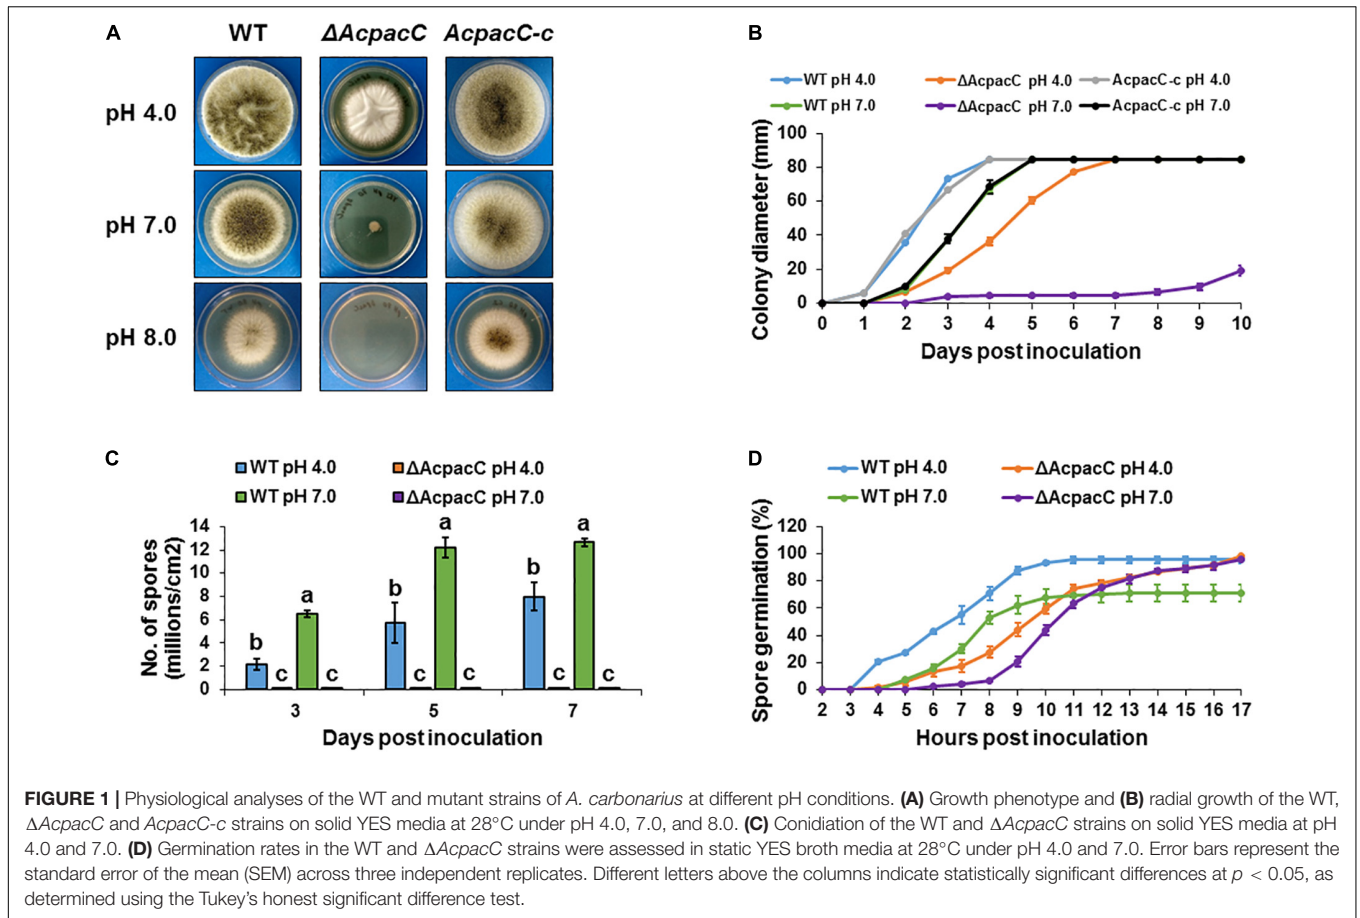 A
WT ΔAcpacC AcpacC-c
pH 4.0
pH 7.0
pH 8.0
B
WT pH 4.0 ΔAcpacC pH 4.0 AcpacC-c pH 4.0
WT pH 7.0 ΔAcpacC pH 7.0 AcpacC-c pH 7.0
Colony diameter (mm)
100
80
60
40
20
0
0 1 2 3 4 5 6 7 8 9 10
Days post inoculation
C
WT pH 4.0 ΔAcpacC pH 4.0
WT pH 7.0 ΔAcpacC pH 7.0
No. of spores
(millions/cm2)
14
12
10
8
6
4
2
0
b c a c b c a c b c a c
3 5 7
Days post inoculation
D
WT pH 4.0 ΔAcpacC pH 4.0
WT pH 7.0 ΔAcpacC pH 7.0
Spore germination (%)
120
100
80
60
40
20
0
2 3 4 5 6 7 8 9 10 11 12 13 14 15 16 17
Hours post inoculation
FIGURE 1 | Physiological analyses of the WT and mutant strains of A. carbonarius at different pH conditions. (A) Growth phenotype and (B) radial growth of the WT,
ΔAcpacC and AcpacC-c strains on solid YES media at 28°C under pH 4.0, 7.0, and 8.0. (C) Conidiation of the WT and ΔAcpacC strains on solid YES media at pH
4.0 and 7.0. (D) Germination rates in the WT and ΔAcpacC strains were assessed in static YES broth media at 28°C under pH 4.0 and 7.0. Error bars represent the
standard error of the mean (SEM) across three independent replicates. Different letters above the columns indicate statistically significant differences at p < 0.05, as
determined using the Tukey's honest significant difference test.